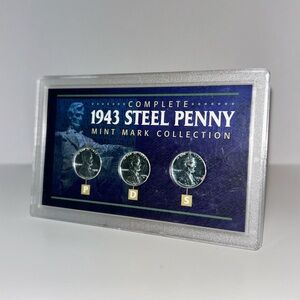 COMPLETE
1943 STEEL PENNY
MINT MARK COLLECTION
P D S